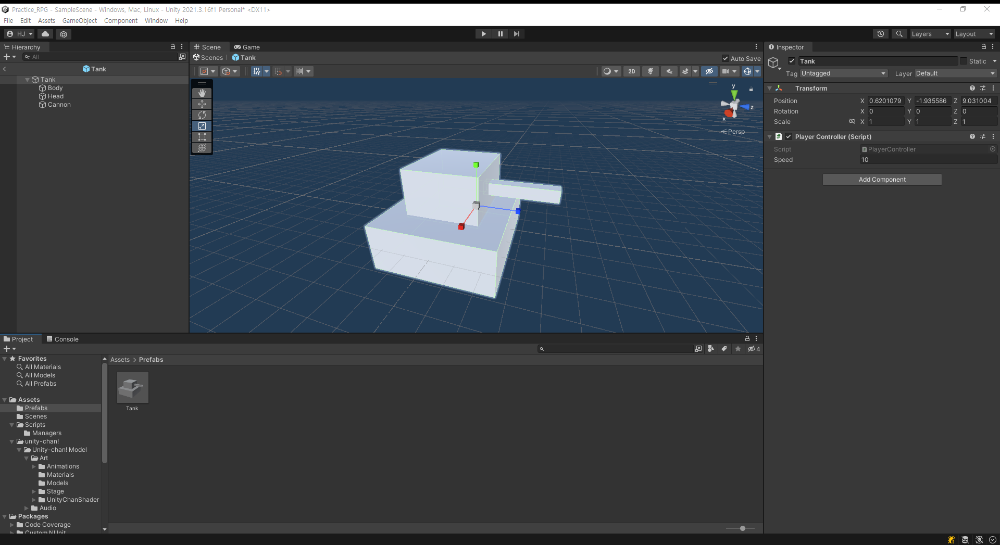 Practice_RPG - SampleScene - Windows, Mac, Linux - Unity 2021.3.16f1 Personal* <DX11>
File Edit Assets GameObject Component Window Help
HJ
Layers
Layout
Hierarchy
All
Tank
Tank
Body
Head
Cannon
Scene
Game
Scenes
Tank
Auto Save
2D
y
z
x
Persp
Inspector
Tank
Static
Tag Untagged
Layer Default
Transform
Position X 0.6201079 Y -1.935586 Z 9.031004
Rotation X 0 Y 0 Z 0
Scale X 1 Y 1 Z 1
#
Player Controller (Script)
Script PlayerController
Speed 10
Add Component
Project
Console
4
Favorites
All Materials
All Models
All Prefabs
Assets
Prefabs
Scenes
Scripts
Managers
unity-chan!
Unity-chan! Model
Art
Animations
Materials
Models
Stage
UnityChanShader
Audio
Packages
Code Coverage
Custom NUnit
Assets > Prefabs
Tank